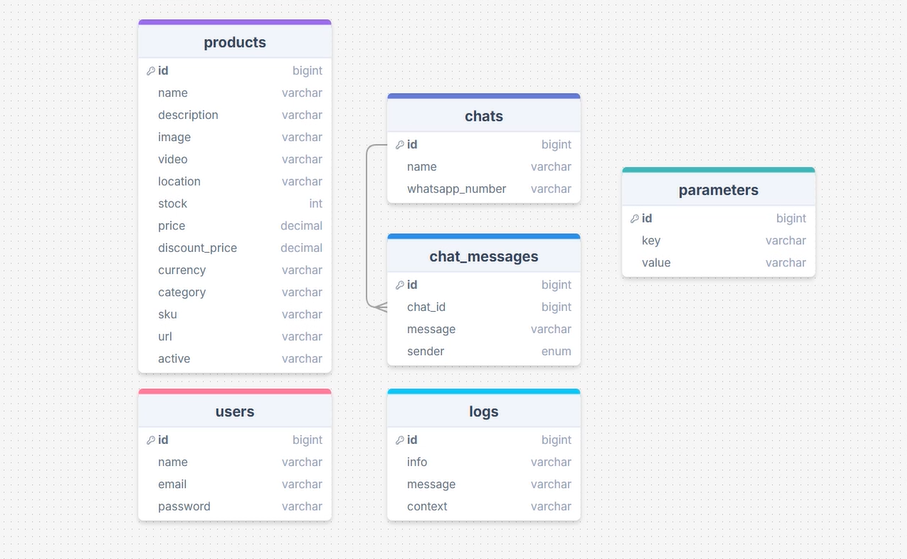 products
id bigint
name varchar
description varchar
image varchar
video varchar
location varchar
stock int
price decimal
discount_price decimal
currency varchar
category varchar
sku varchar
url varchar
active varchar
users
id bigint
name varchar
email varchar
password varchar
chats
id bigint
name varchar
whatsapp_number varchar
chat_messages
id bigint
chat_id bigint
message varchar
sender enum
logs
id bigint
info varchar
message varchar
context varchar
parameters
id bigint
key varchar
value varchar